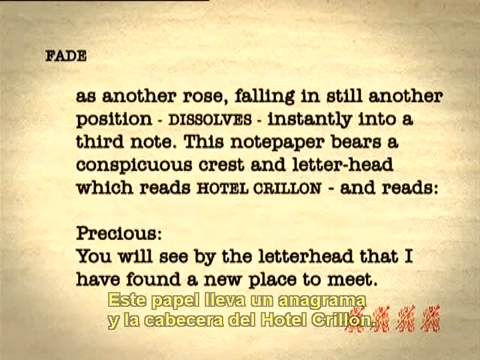 FADE
as another rose, falling in still another
position - DISSOLVES - instantly into a
third note. This notepaper bears a
conspicuous crest and letter-head
which reads HOTEL CRILLON - and reads:
Precious:
You will see by the letterhead that I
have found a new place to meet.
Este papel lleva un anagrama
y la cabecera del Hotel Crillon.